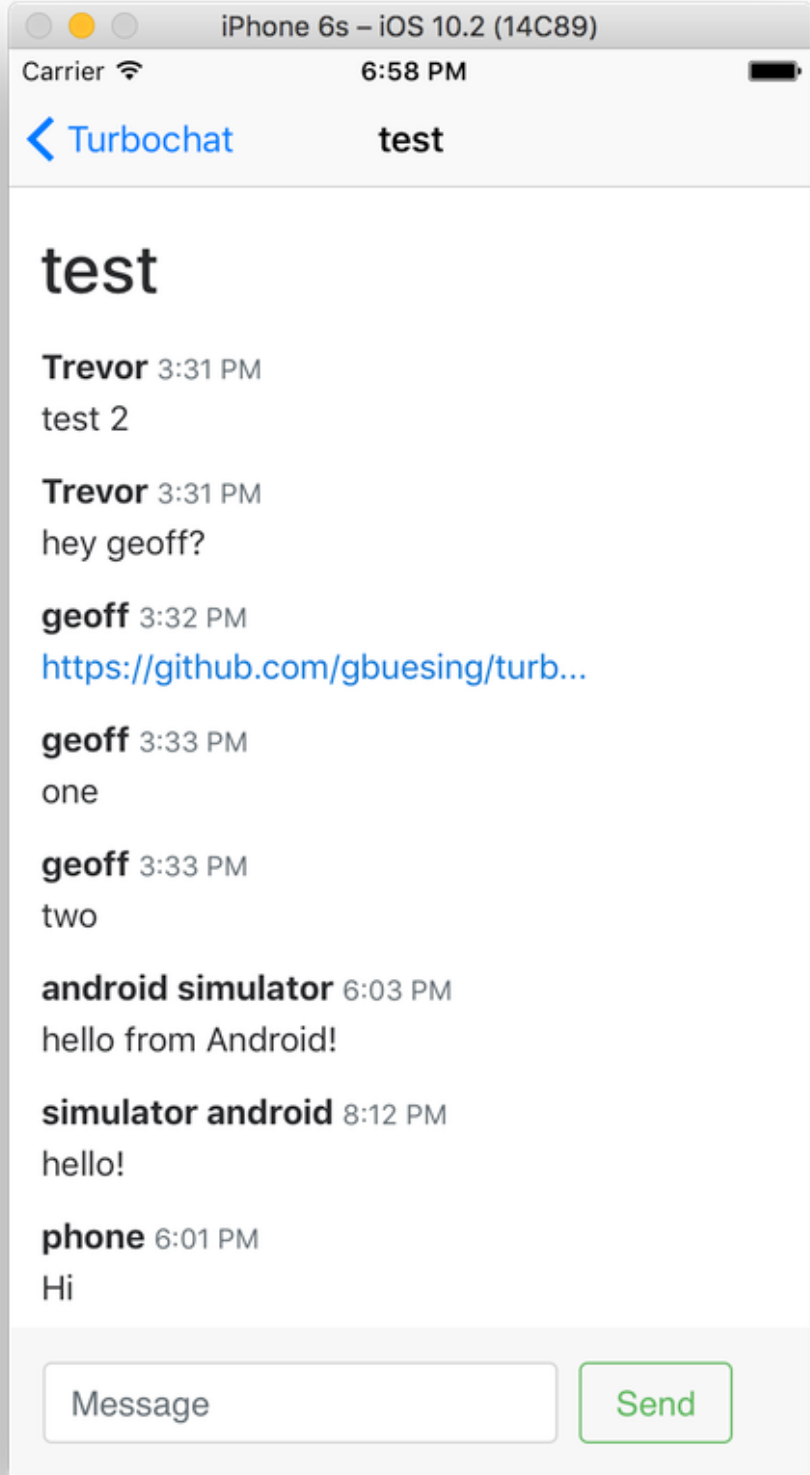 iPhone 6s – iOS 10.2 (14C89)
Carrier 6:58 PM
Turbochat test
test
Trevor 3:31 PM
test 2
Trevor 3:31 PM
hey geoff?
geoff 3:32 PM
https://github.com/gbuesing/turb...
geoff 3:33 PM
one
geoff 3:33 PM
two
android simulator 6:03 PM
hello from Android!
simulator android 8:12 PM
hello!
phone 6:01 PM
Hi
Message Send